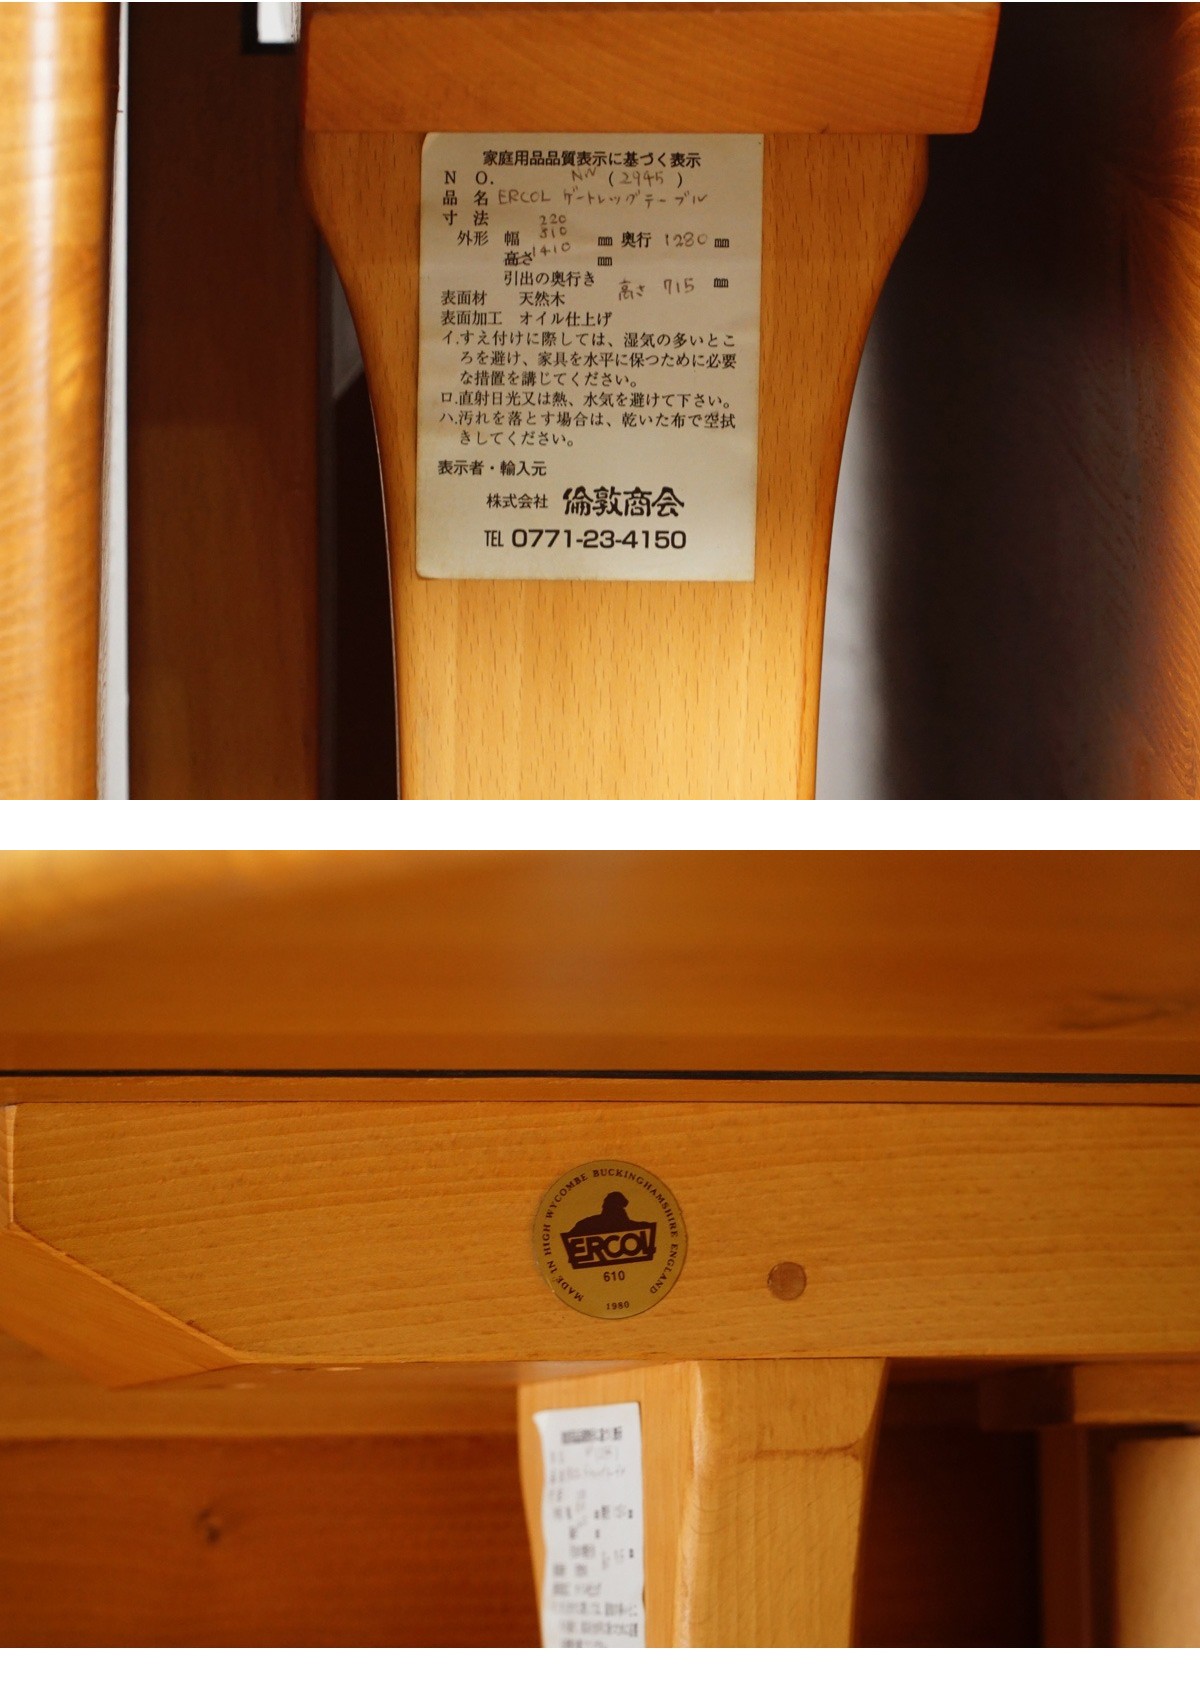 家庭用品品質表示に基づく表示
N O. NN (2945)
品 名 ERCOL ゲートレッグテーブル
寸 法 220
外形 幅 810 ㎜ 奥行 1280 ㎜
高さ 1410 ㎜
引出の奥行き 高さ 715 ㎜
表面材 天然木
表面加工 オイル仕上げ
イ.すえ付けに際しては、湿気の多いとこ
ろを避け、家具を水平に保つために必要
な措置を講じてください。
ロ.直射日光又は熱、水気を避けて下さい。
ハ.汚れを落とす場合は、乾いた布で空拭
きしてください。
表示者・輸入元
株式会社 倫敦商会
TEL 0771-23-4150
MADE IN HIGH WYCOMBE BUCKINGHAMSHIRE ENGLAND
ERCOL
610
1980